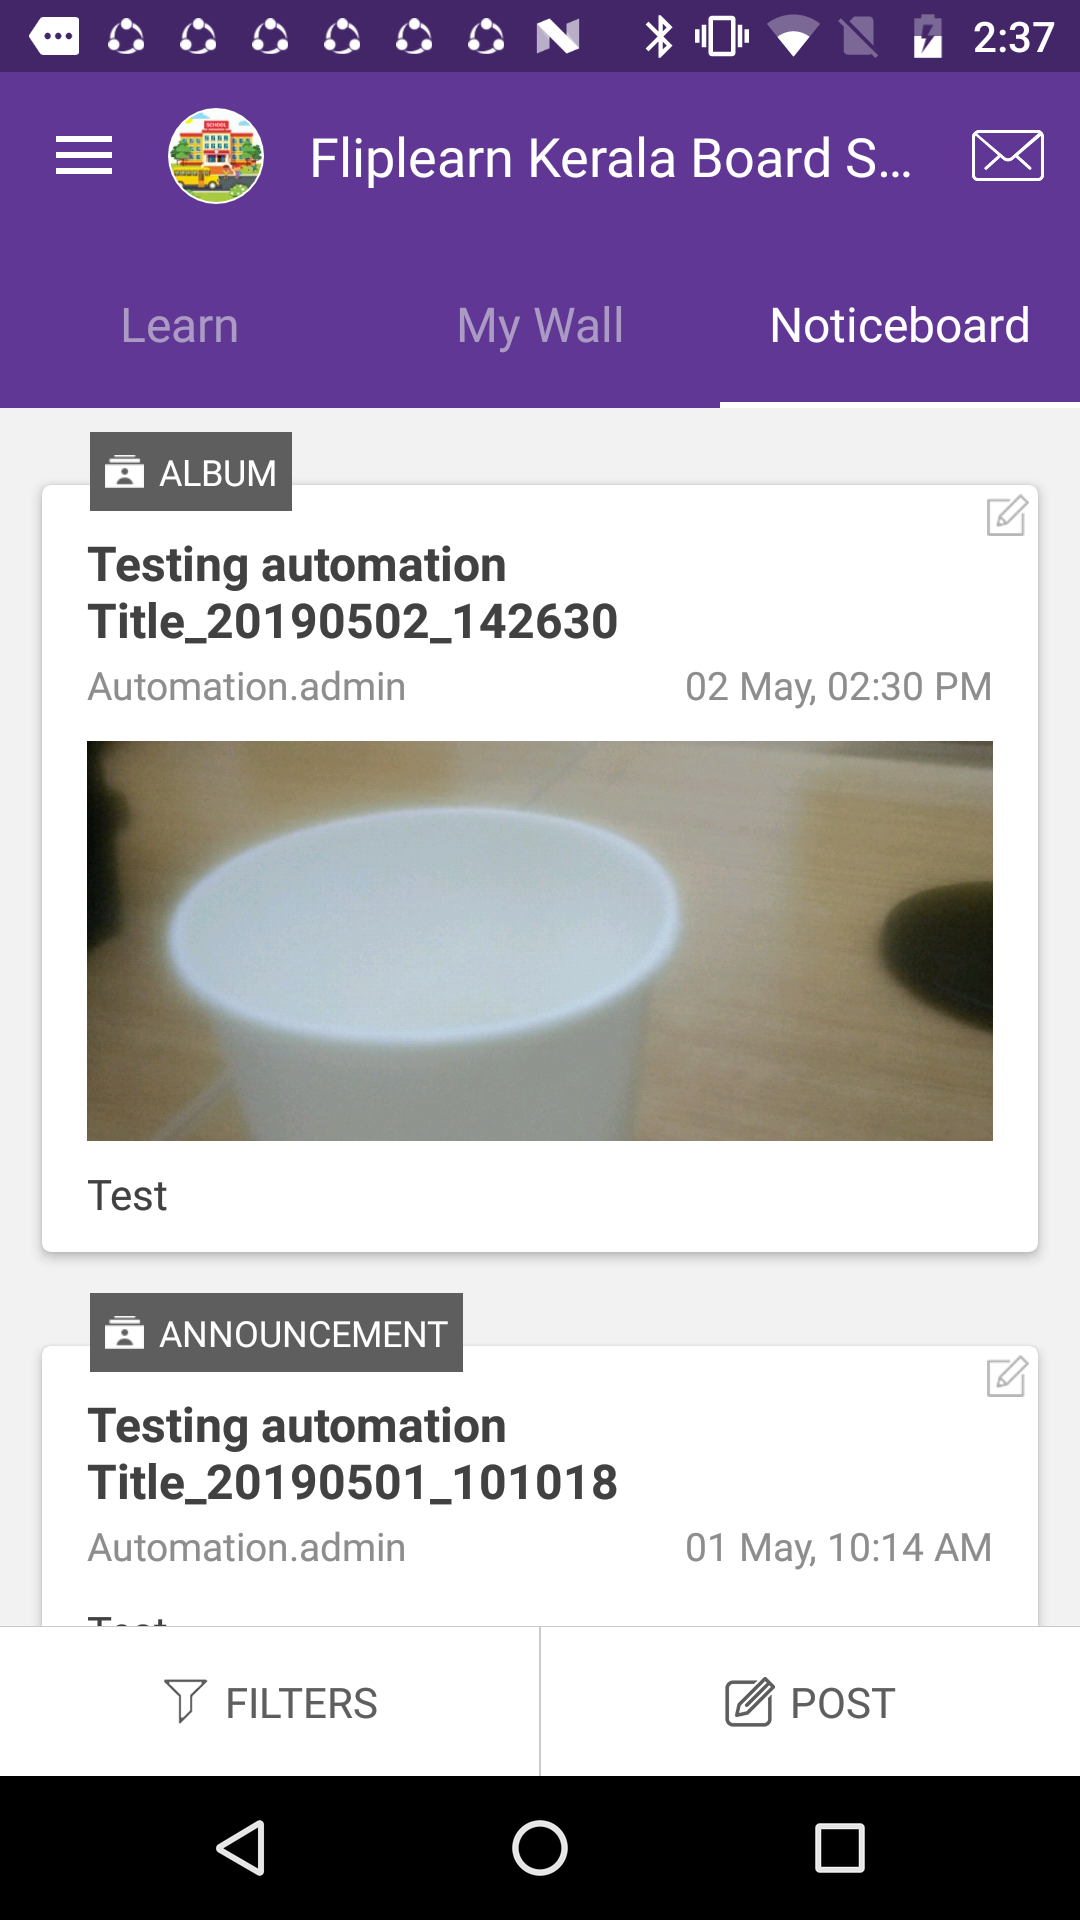 2:37
Fliplearn Kerala Board S...
Learn
My Wall
Noticeboard
ALBUM
Testing automation
Title_20190502_142630
Automation.admin
02 May, 02:30 PM
Test
ANNOUNCEMENT
Testing automation
Title_20190501_101018
Automation.admin
01 May, 10:14 AM
FILTERS
POST